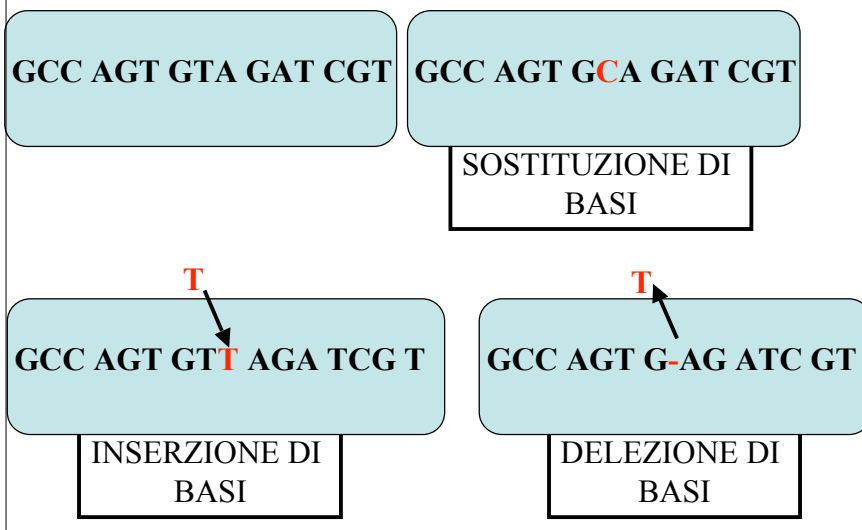 GCC AGT GTA GAT CGT
GCC AGT GCA GAT CGT
SOSTITUZIONE DI
BASI
T
GCC AGT GTT AGA TCG T
INSERZIONE DI
BASI
T
GCC AGT G-AG ATC GT
DELEZIONE DI
BASI